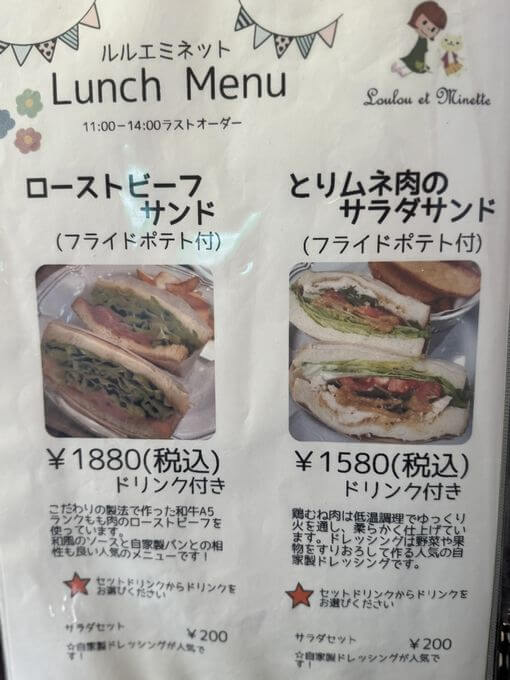 ルルエミネット
Lunch Menu
11:00-14:00ラストオーダー
Loulou et Minette
ローストビーフ
サンド
(フライドポテト付)
¥1880(税込)
ドリンク付き
こだわりの製法で作った和牛A5
ランクもも肉のローストビーフを
使っています。
和風のソースと自家製パンとの相
性も良い人気のメニューです!
セットドリンクからドリンクを
お選びください
サラダセット ¥200
☆自家製ドレッシングが人気で
す!
とりムネ肉の
サラダサンド
(フライドポテト付)
¥1580(税込)
ドリンク付き
鶏むね肉は低温調理でゆっくり
火を通し、柔らかく仕上げてい
ます。ドレッシングは野菜や果
物をすりおろして作る人気の自
家製ドレッシングです。
セットドリンクからドリンクを
お選びください
サラダセット ¥200
☆自家製ドレッシングが人気で
す!